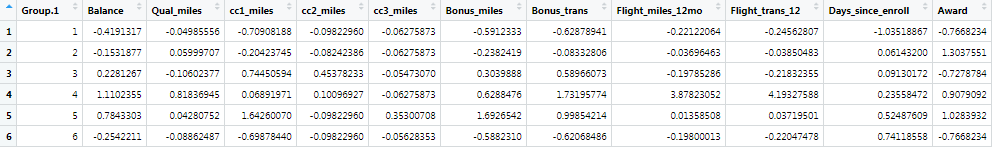 Group.1 Balance Qual_miles cc1_miles cc2_miles cc3_miles Bonus_miles Bonus_trans Flight_miles_12mo Flight_trans_12 Days_since_enroll Award
1 1 -0.4191317 -0.04985556 -0.70908188 -0.09822960 -0.06275873 -0.5912333 -0.62878941 -0.22122064 -0.24562807 -1.03518867 -0.7668234
2 2 -0.1531877 0.05999707 -0.20423745 -0.08242386 -0.06275873 -0.2382419 -0.08332806 -0.03696463 -0.03850483 0.06143200 1.3037551
3 3 0.2281267 -0.10602377 0.74450594 0.45378233 -0.05473070 0.3039888 0.58966073 -0.19785286 -0.21832355 0.09130172 -0.7278784
4 4 1.1102355 0.81836945 0.06891971 0.10096927 -0.06275873 0.6288476 1.73195774 3.87823052 4.19327588 0.23558472 0.9079092
5 5 0.7843303 0.04280752 1.64260070 -0.09822960 0.35300708 1.6926542 0.99854214 0.01358508 0.03719501 0.52487609 1.0283932
6 6 -0.2542211 -0.08862487 -0.69878440 -0.09822960 -0.05628353 -0.5882310 -0.62068486 -0.19800013 -0.22047478 0.74118558 -0.7668234